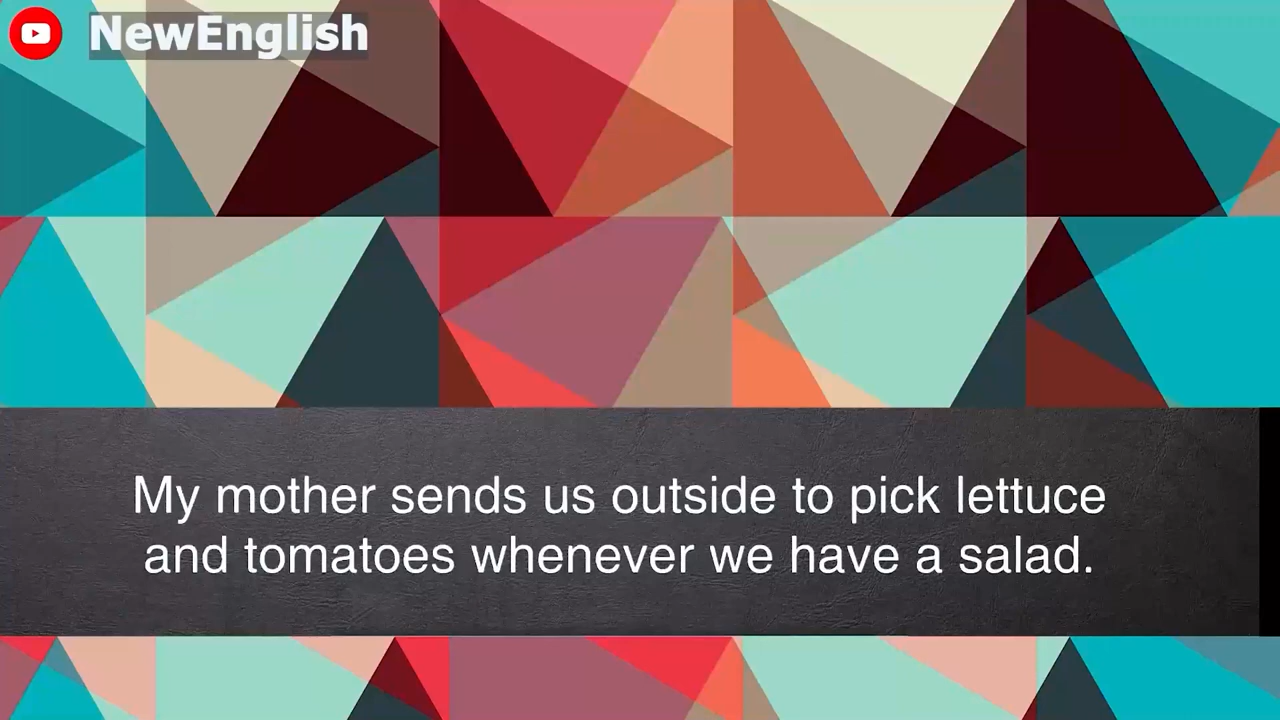 NewEnglish
My mother sends us outside to pick lettuce
and tomatoes whenever we have a salad.